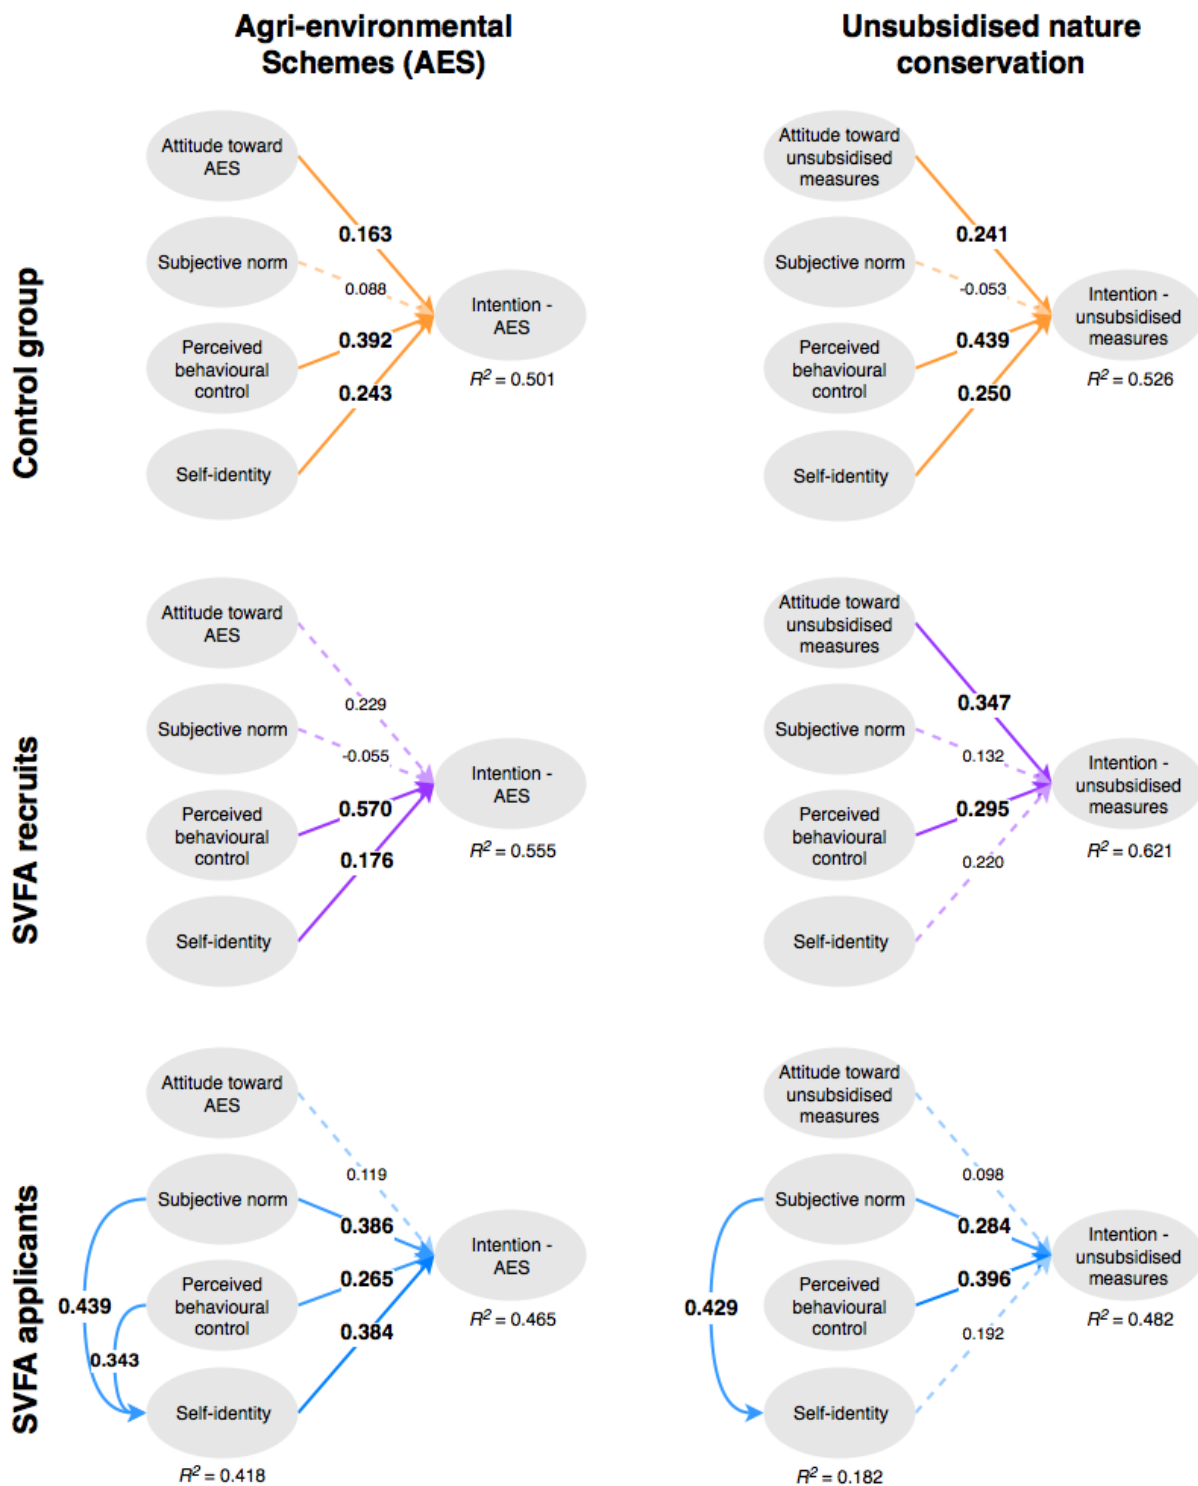 Agri-environmental
Schemes (AES)
Unsubsidised nature
conservation
Control group
Attitude toward
AES
0.163
Subjective norm
0.088
Intention -
AES
Perceived
behavioural
control
0.392
R² = 0.501
0.243
Self-identity
Attitude toward
unsubsidised
measures
0.241
Subjective norm
-0.053
Intention -
unsubsidised
measures
Perceived
behavioural
control
0.439
R² = 0.526
0.250
Self-identity
SVFA recruits
Attitude toward
AES
0.229
Subjective norm
-0.055
Intention -
AES
Perceived
behavioural
control
0.570
R² = 0.555
0.176
Self-identity
Attitude toward
unsubsidised
measures
0.347
Subjective norm
0.132
Intention -
unsubsidised
measures
Perceived
behavioural
control
0.295
R² = 0.621
0.220
Self-identity
SVFA applicants
Attitude toward
AES
0.119
Subjective norm
0.386
Intention -
AES
Perceived
behavioural
control
0.265
R² = 0.465
0.439
0.384
0.343
Self-identity
R² = 0.418
Attitude toward
unsubsidised
measures
0.098
Subjective norm
0.284
Intention -
unsubsidised
measures
Perceived
behavioural
control
0.396
R² = 0.482
0.429
0.192
Self-identity
R² = 0.182